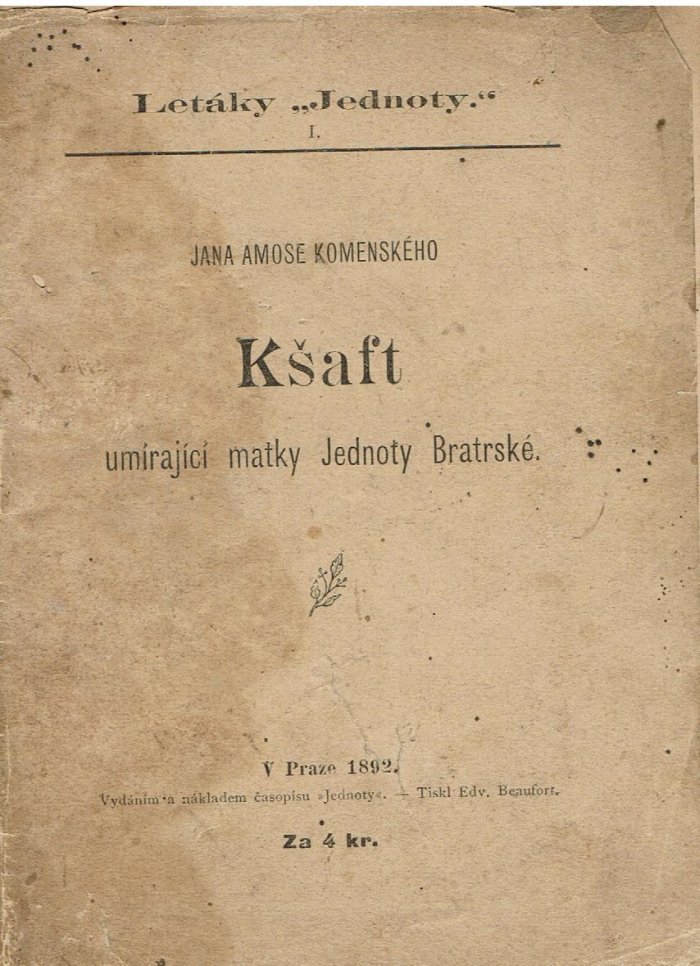 Letáky „Jednoty.“
I.
JANA AMOSE KOMENSKÉHO
Kšaft
umírající matky Jednoty Bratrské.
V Praze 1892.
Vydáním a nákladem časopisu »Jednoty«. — Tiskl Edv. Beaufort.
Za 4 kr.